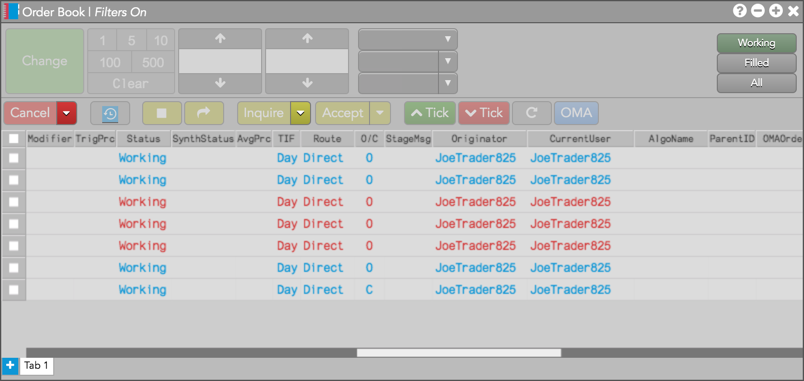 Order Book | Filters On
Change
1 5 10
100 500
Clear
Working
Filled
All
Cancel Inquire Accept Tick Tick OMA
Modifier TrigPrc Status SynthStatus AvgPrc TIF Route O/C StageMsg Originator CurrentUser AlgoName ParentID OMAOrde
Working Day Direct O JoeTrader825 JoeTrader825
Working Day Direct O JoeTrader825 JoeTrader825
Working Day Direct O JoeTrader825 JoeTrader825
Working Day Direct O JoeTrader825 JoeTrader825
Working Day Direct O JoeTrader825 JoeTrader825
Working Day Direct O JoeTrader825 JoeTrader825
Working Day Direct C JoeTrader825 JoeTrader825
Tab 1